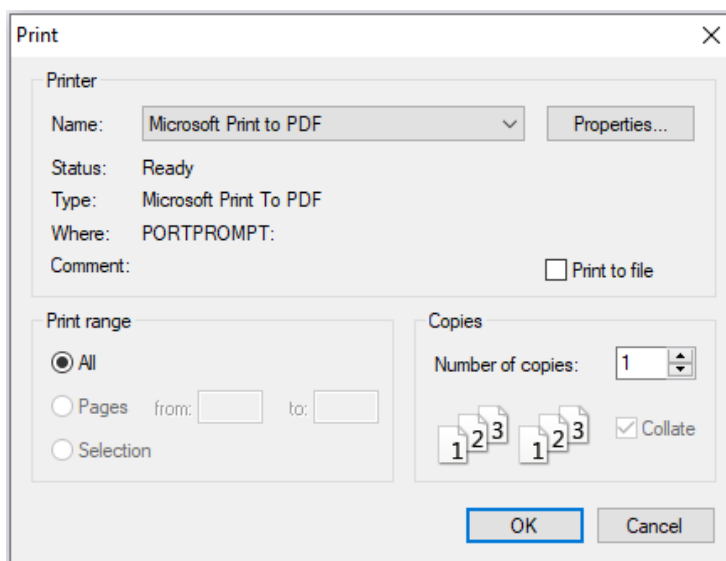 Print
Printer
Name: Microsoft Print to PDF Properties...
Status: Ready
Type: Microsoft Print To PDF
Where: PORTPROMPT:
Comment: Print to file
Print range
All
Pages from: to:
Selection
Copies
Number of copies: 1
1 2 3 1 2 3 Collate
OK Cancel